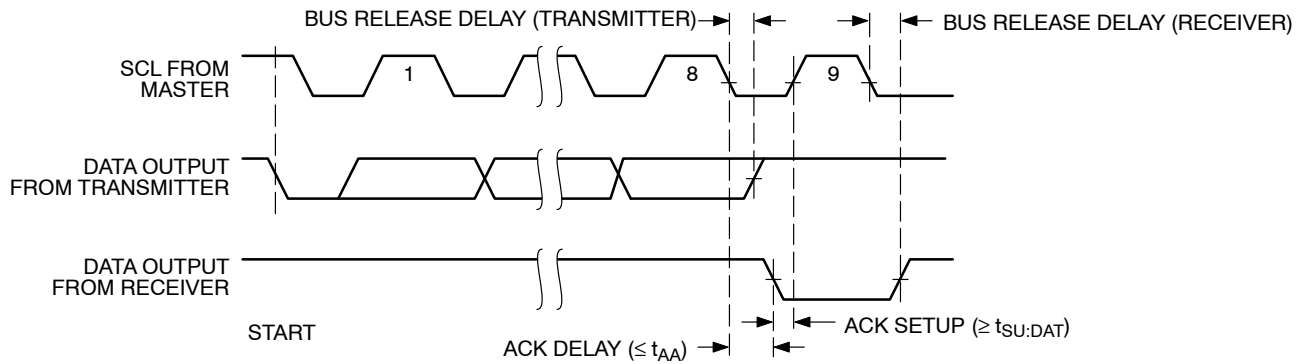 BUS RELEASE DELAY (TRANSMITTER)
BUS RELEASE DELAY (RECEIVER)
SCL FROM
MASTER
1
8
9
DATA OUTPUT
FROM TRANSMITTER
DATA OUTPUT
FROM RECEIVER
START
ACK SETUP (≥ tSU:DAT)
ACK DELAY (≤ tAA)